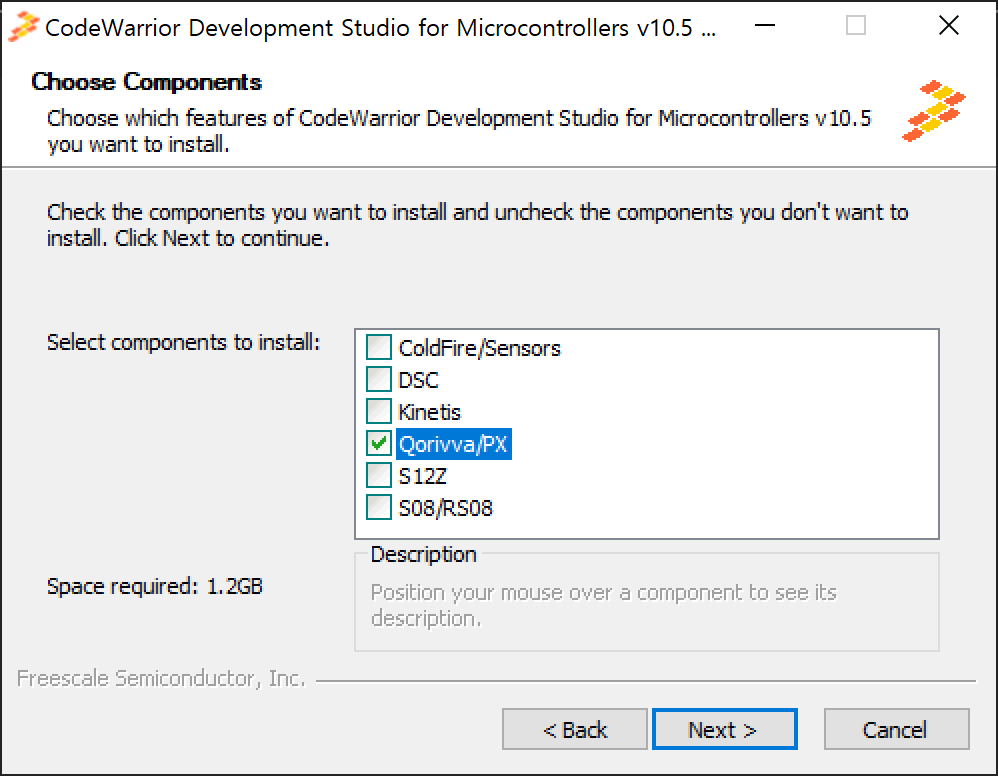 CodeWarrior Development Studio for Microcontrollers v10.5 ...
Choose Components
Choose which features of CodeWarrior Development Studio for Microcontrollers v10.5
you want to install.
Check the components you want to install and uncheck the components you don't want to
install. Click Next to continue.
Select components to install:
ColdFire/Sensors
DSC
Kinetis
Qorivva/PX
S12Z
S08/RS08
Space required: 1.2GB
Description
Position your mouse over a component to see its
description.
Freescale Semiconductor, Inc.
< Back
Next >
Cancel